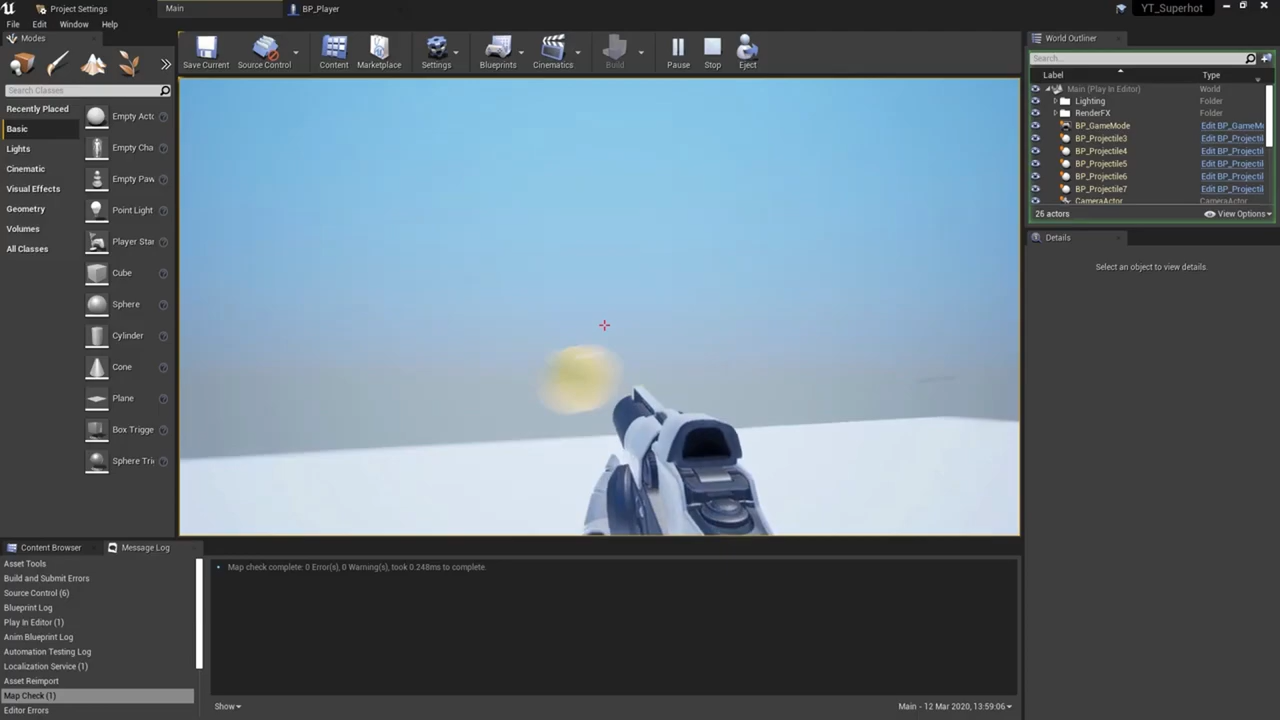 Project Settings
Main
BP_Player
YT_Superhot
File Edit Window Help
Modes
Search Classes
Recently Placed
Basic
Lights
Cinematic
Visual Effects
Geometry
Volumes
All Classes
Empty Acto
Empty Cha
Empty Paw
Point Light
Player Star
Cube
Sphere
Cylinder
Cone
Plane
Box Trigge
Sphere Tri
Save Current
Source Control
Content
Marketplace
Settings
Blueprints
Cinematics
Build
Pause
Stop
Eject
World Outliner
Search...
Label Type
Main (Play In Editor) World
Lighting Folder
RenderFX Folder
BP_GameMode Edit BP_GameM
BP_Projectile3 Edit BP_Projectil
BP_Projectile4 Edit BP_Projectil
BP_Projectile5 Edit BP_Projectil
BP_Projectile6 Edit BP_Projectil
BP_Projectile7 Edit BP_Projectil
CameraActor CameraActor
26 actors View Options
Details
Select an object to view details.
Content Browser
Message Log
Asset Tools
Build and Submit Errors
Source Control (6)
Blueprint Log
Play In Editor (1)
Anim Blueprint Log
Automation Testing Log
Localization Service (1)
Asset Reimport
Map Check (1)
Editor Errors
Map check complete: 0 Error(s), 0 Warning(s), took 0.248ms to complete.
Show
Main - 12 Mar 2020, 13:59:06